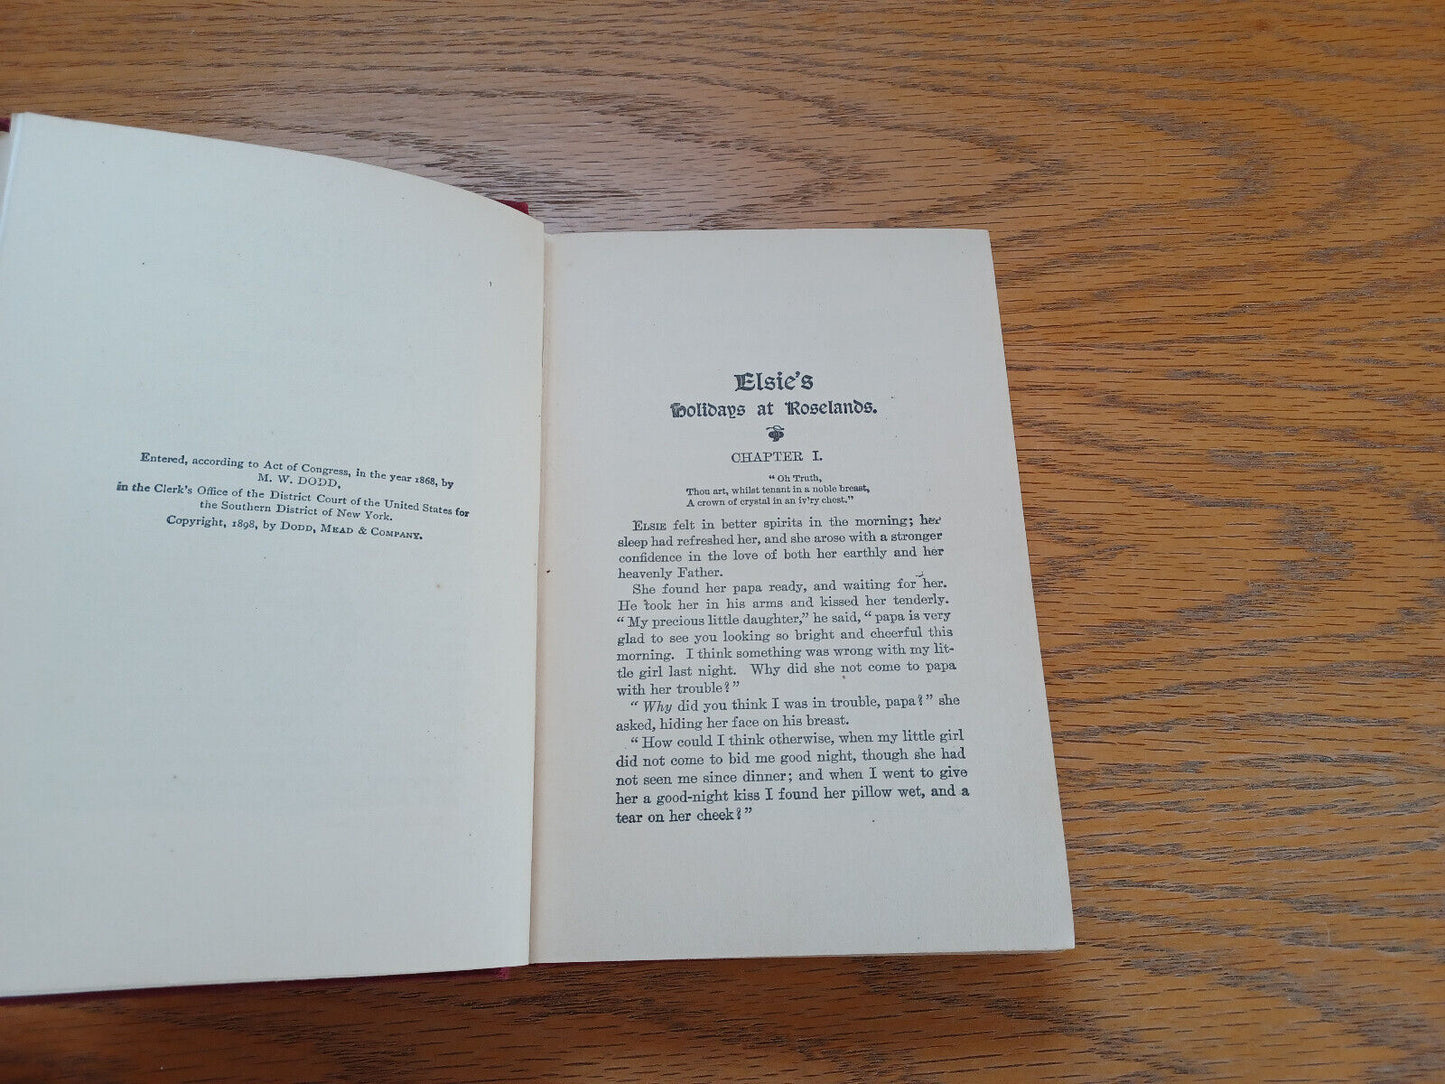 Entered, according to Act of Congress, in the year 1868, by
M. W. DODD,
in the Clerk's Office of the District Court of the United States for
the Southern District of New York.
Copyright, 1898, by DODD, MEAD & COMPANY.
Elsie's
Holidays at Roselands.
CHAPTER I.
"Oh Truth,
Thou art, whilst tenant in a noble breast,
A crown of crystal in an iv'ry chest."
ELSIE felt in better spirits in the morning; her
sleep had refreshed her, and she arose with a stronger
confidence in the love of both her earthly and her
heavenly Father.
She found her papa ready, and waiting for her.
He took her in his arms and kissed her tenderly.
"My precious little daughter," he said, "papa is very
glad to see you looking so bright and cheerful this
morning. I think something was wrong with my lit-
tle girl last night. Why did she not come to papa
with her trouble?"
"Why did you think I was in trouble, papa?" she
asked, hiding her face on his breast.
"How could I think otherwise, when my little girl
did not come to bid me good night, though she had
not seen me since dinner; and when I went to give
her a good-night kiss I found her pillow wet, and a
tear on her cheek?"